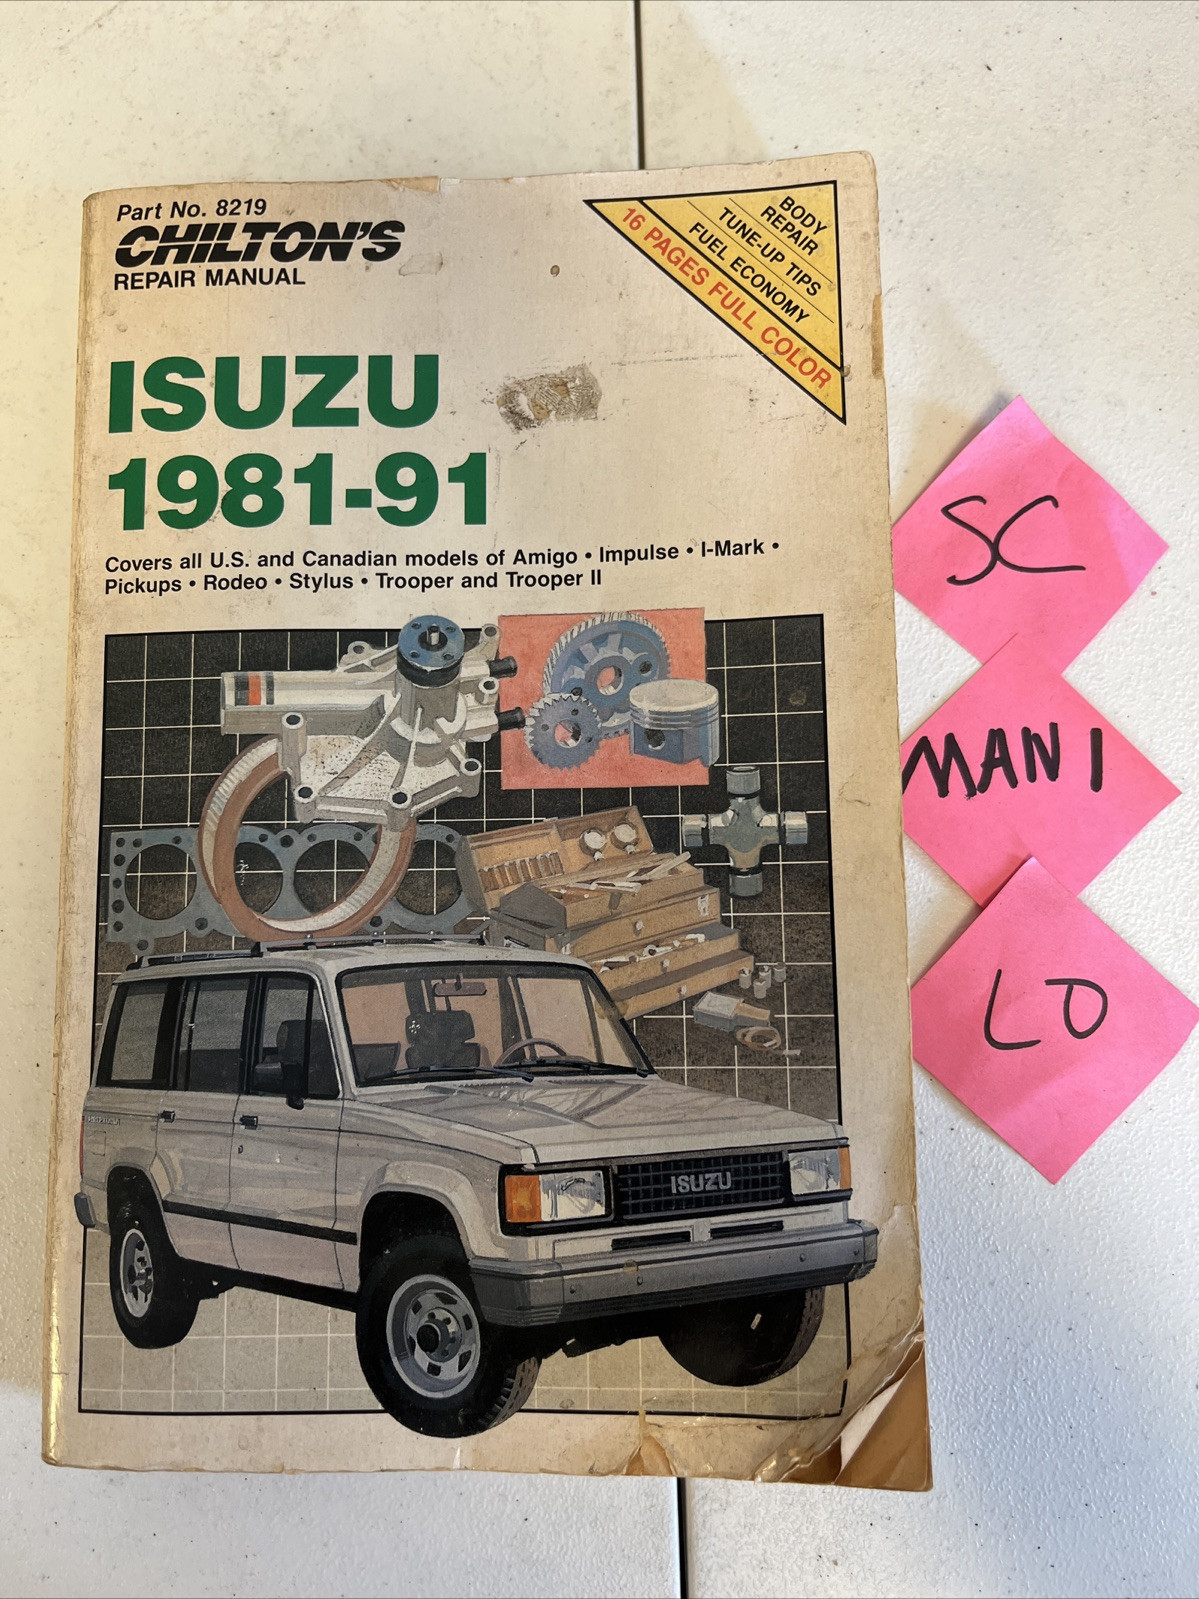 Part No. 8219
CHILTON'S
REPAIR MANUAL
BODY
REPAIR
TUNE-UP TIPS
FUEL ECONOMY
16 PAGES FULL COLOR
ISUZU
1981-91
Covers all U.S. and Canadian models of Amigo • Impulse • I-Mark •
Pickups • Rodeo • Stylus • Trooper and Trooper II
ISUZU
SC
MAN 1
LO